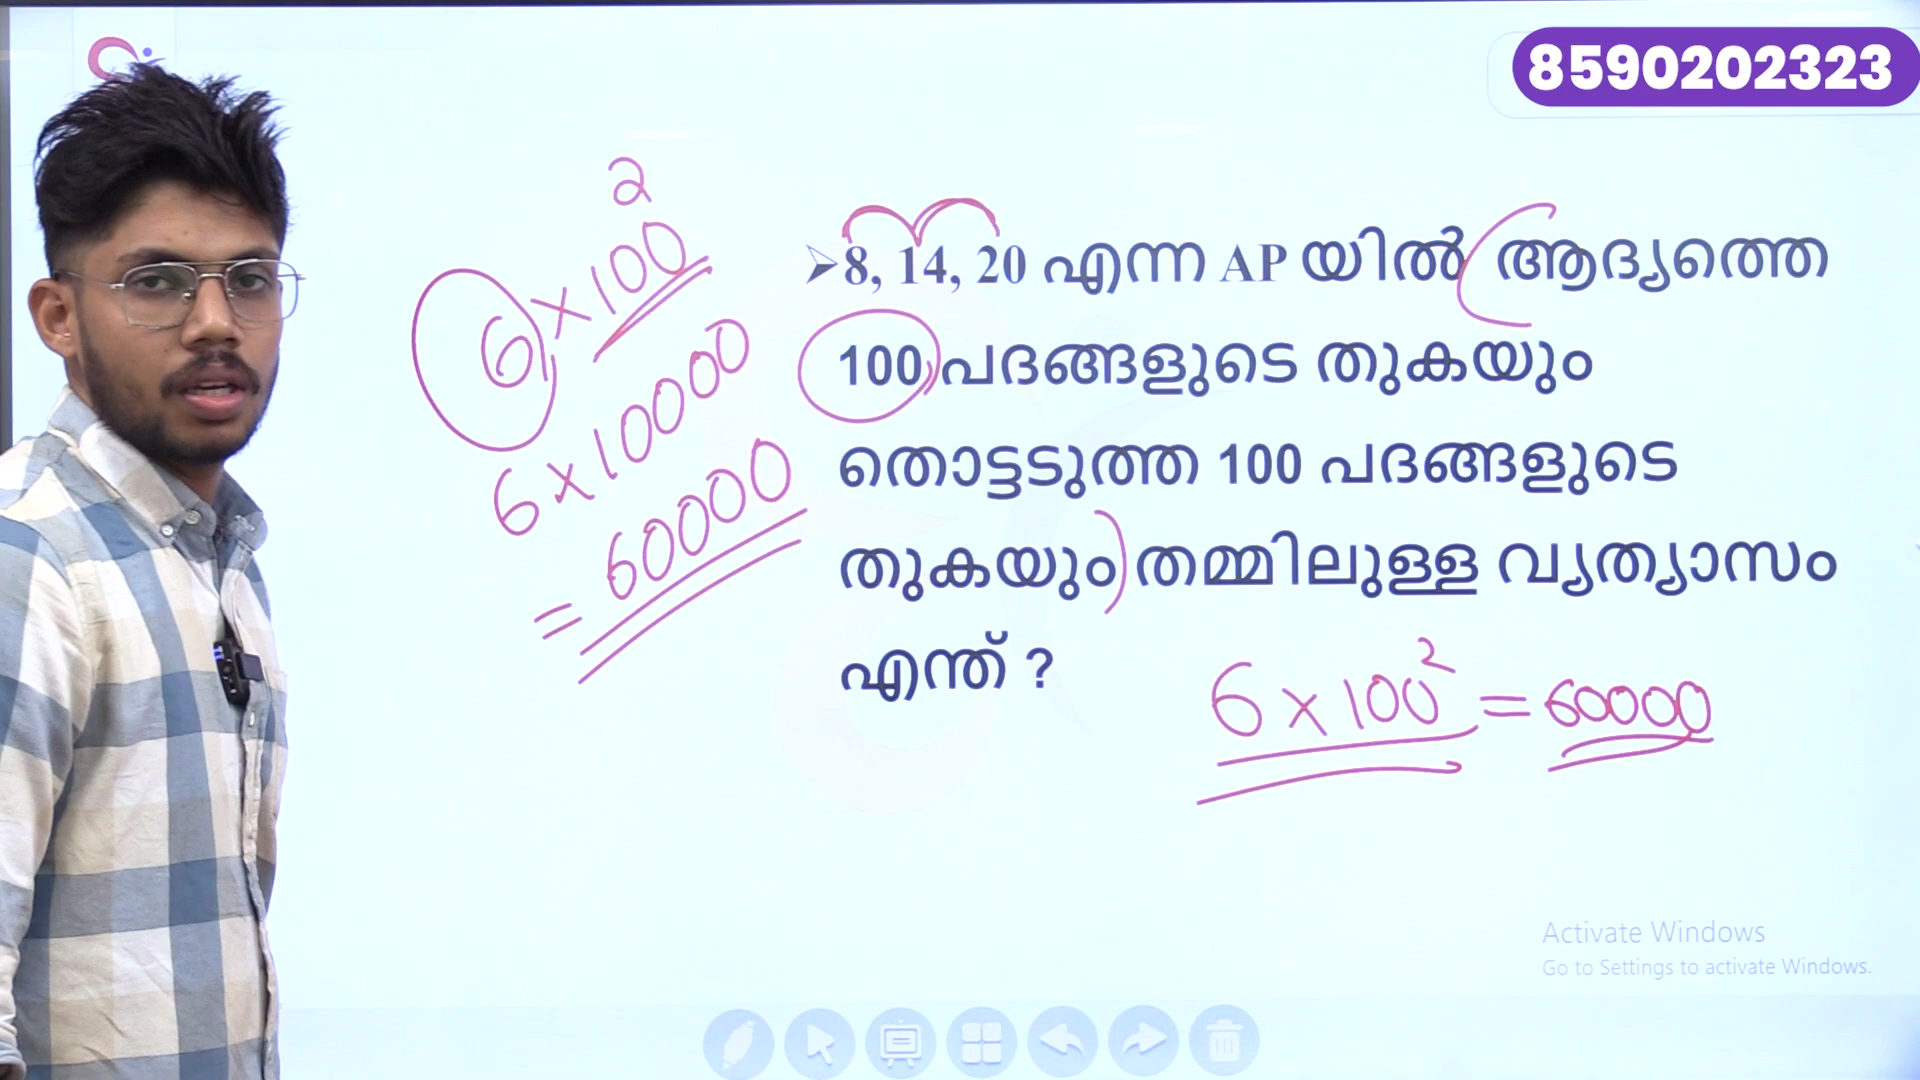 8590202323
➢8, 14, 20 എന്ന AP യിൽ ആദ്യത്തെ
100 പദങ്ങളുടെ തുകയും
തൊട്ടടുത്ത 100 പദങ്ങളുടെ
തുകയും തമ്മിലുള്ള വ്യത്യാസം
എന്ത് ?
6 × 100²
6 × 10000
= 60000
6 × 100² = 60000
Activate Windows
Go to Settings to activate Windows.